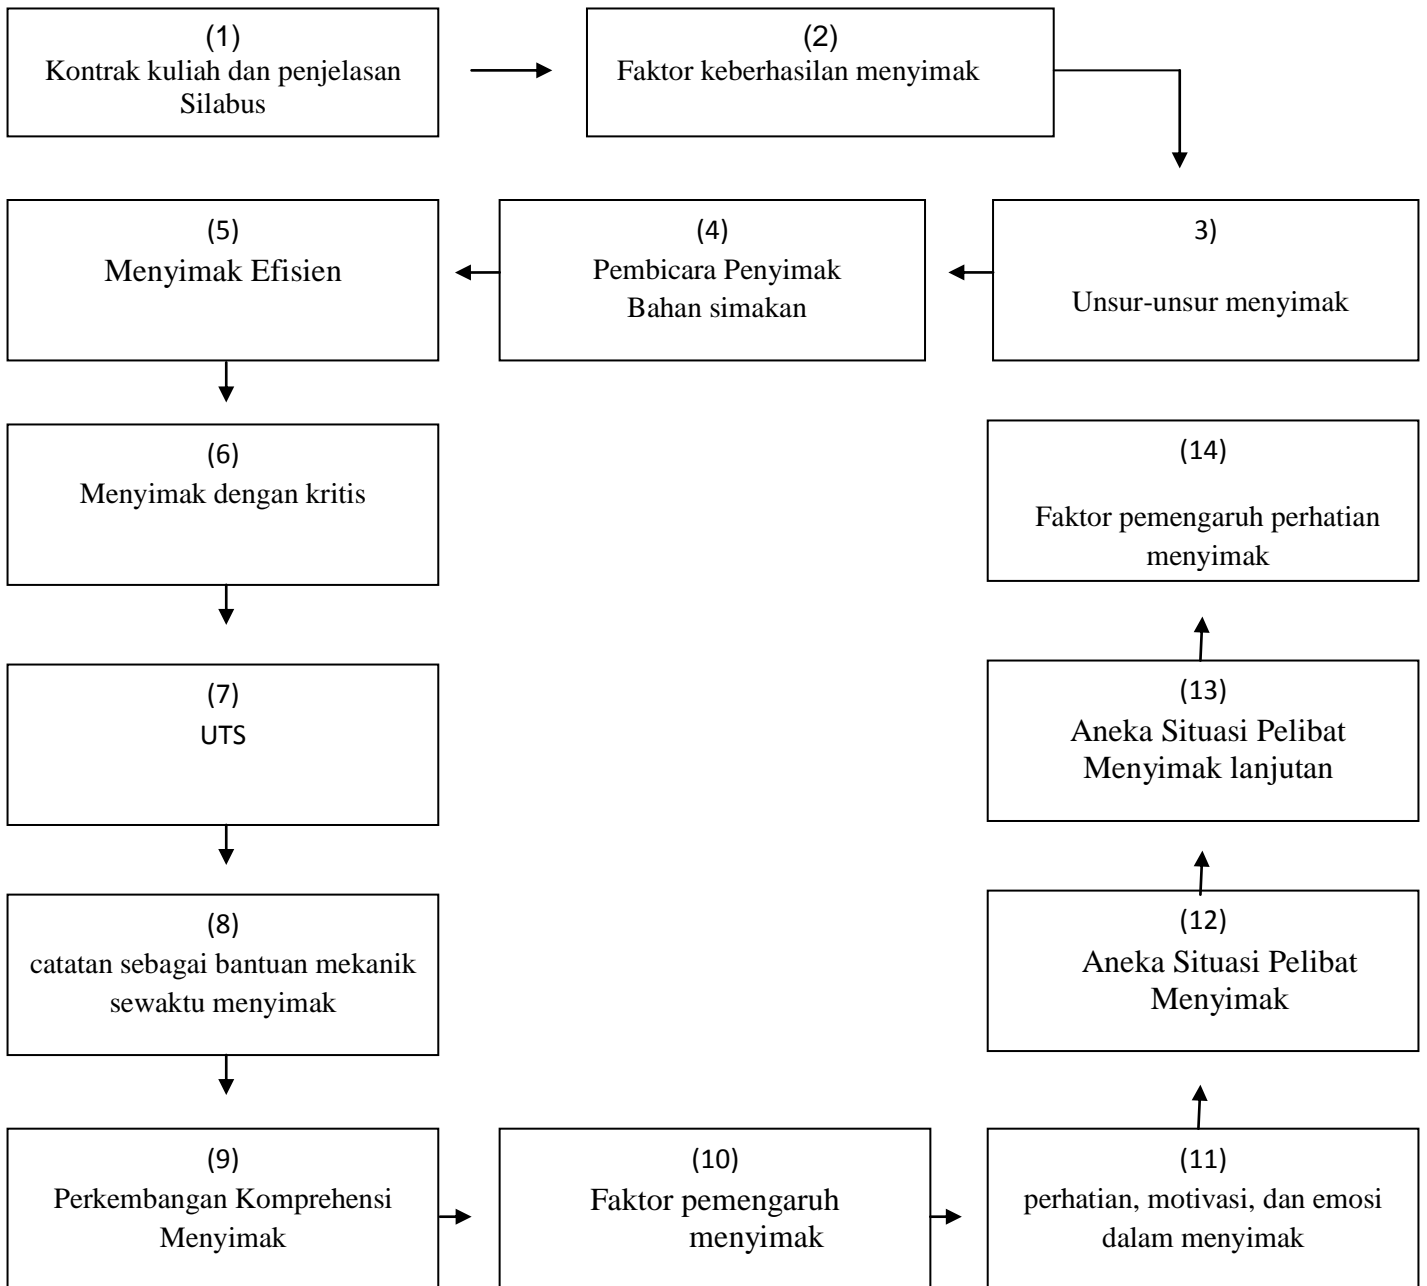 (1)
Kontrak kuliah dan penjelasan
Silabus
(2)
Faktor keberhasilan menyimak
3)
Unsur-unsur menyimak
(4)
Pembicara Penyimak
Bahan simakan
(5)
Menyimak Efisien
(6)
Menyimak dengan kritis
(7)
UTS
(8)
catatan sebagai bantuan mekanik
sewaktu menyimak
(9)
Perkembangan Komprehensi
Menyimak
(10)
Faktor pemengaruh
menyimak
(11)
perhatian, motivasi, dan emosi
dalam menyimak
(12)
Aneka Situasi Pelibat
Menyimak
(13)
Aneka Situasi Pelibat
Menyimak lanjutan
(14)
Faktor pemengaruh perhatian
menyimak